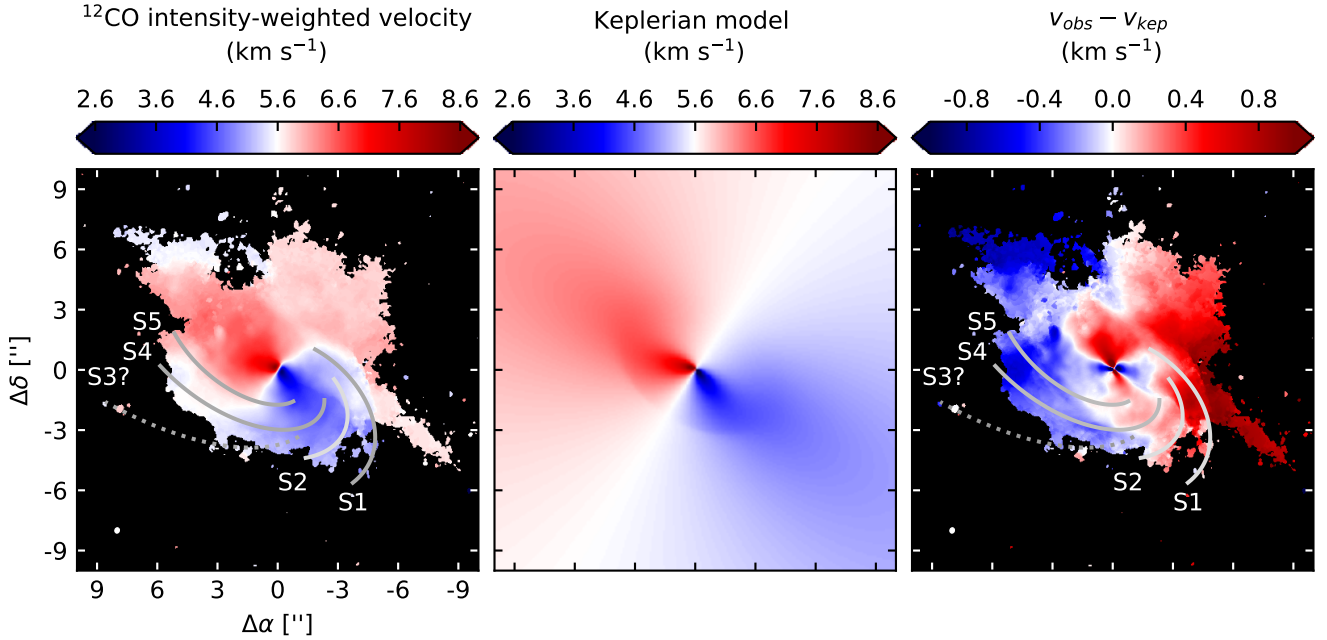 ¹²CO intensity-weighted velocity
(km s⁻¹)
Keplerian model
(km s⁻¹)
v_obs − v_kep
(km s⁻¹)
2.6 3.6 4.6 5.6 6.6 7.6 8.6
2.6 3.6 4.6 5.6 6.6 7.6 8.6
-0.8 -0.4 0.0 0.4 0.8
9
6
3
0
-3
-6
-9
Δδ ['']
S5
S4
S3?
S2
S1
S5
S4
S3?
S2
S1
9 6 3 0 -3 -6 -9
Δα ['']